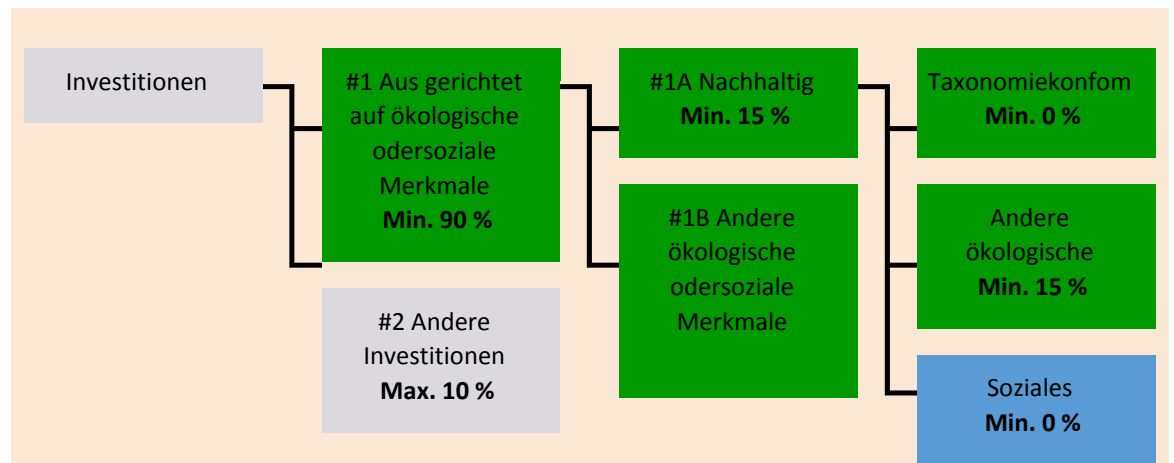 Investitionen
#1 Aus gerichtet
auf ökologische
odersoziale
Merkmale
Min. 90 %
#2 Andere
Investitionen
Max. 10 %
#1A Nachhaltig
Min. 15 %
#1B Andere
ökologische
odersoziale
Merkmale
Taxonomiekonfom
Min. 0 %
Andere
ökologische
Min. 15 %
Soziales
Min. 0 %